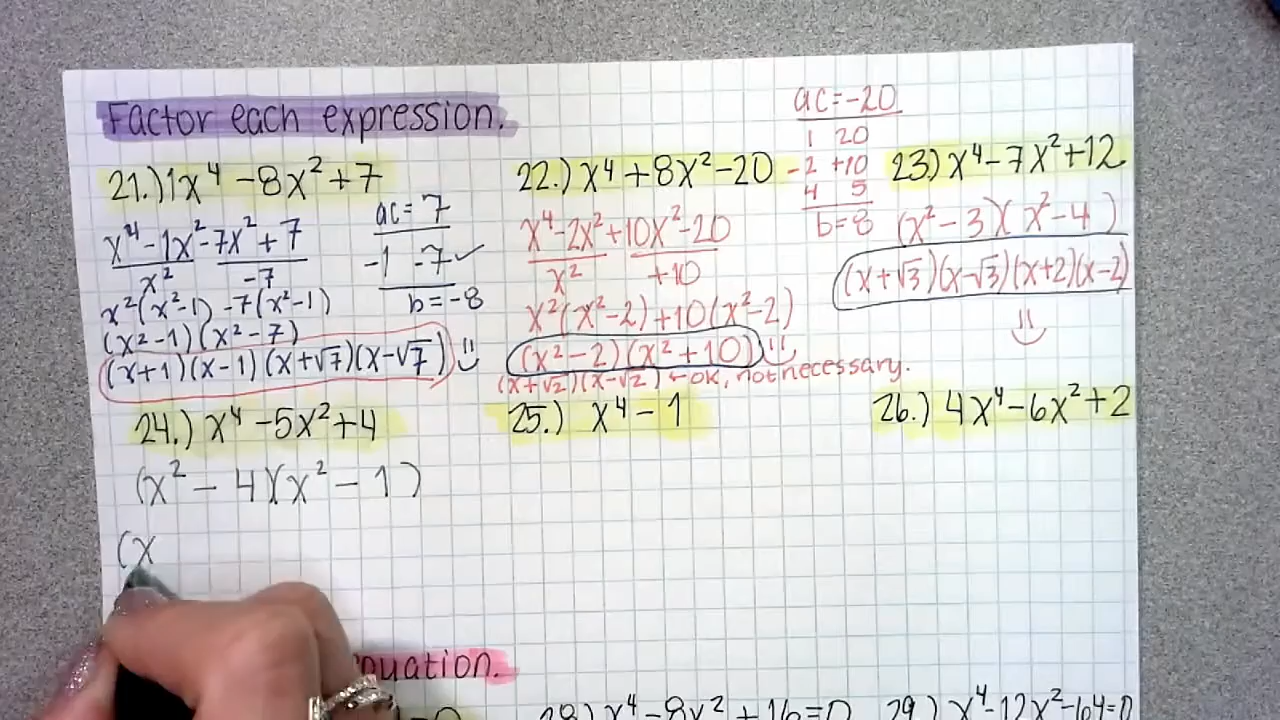 Factor each expression.
21.) 1x⁴ - 8x² + 7
x⁴ - 1x² - 7x² + 7
x² -7
x²(x² - 1) - 7(x² - 1)
(x² - 1)(x² - 7)
(x + 1)(x - 1)(x + √7)(x - √7)
ac = 7
-1 -7 ✓
b = -8
22.) x⁴ + 8x² - 20
x⁴ - 2x² + 10x² - 20
x² +10
x²(x² - 2) + 10(x² - 2)
(x² - 2)(x² + 10)
(x + √2)(x - √2) ← ok, not necessary.
ac = -20
1 20
-2 +10
4 5
b = 8
23.) x⁴ - 7x² + 12
(x² - 3)(x² - 4)
(x + √3)(x - √3)(x + 2)(x - 2)
24.) x⁴ - 5x² + 4
(x² - 4)(x² - 1)
(x
25.) x⁴ - 1
26.) 4x⁴ - 6x² + 2
quation.
28.) x⁴ - 8x² + 16 = 0
29.) x⁴ - 12x² - 64 = 0